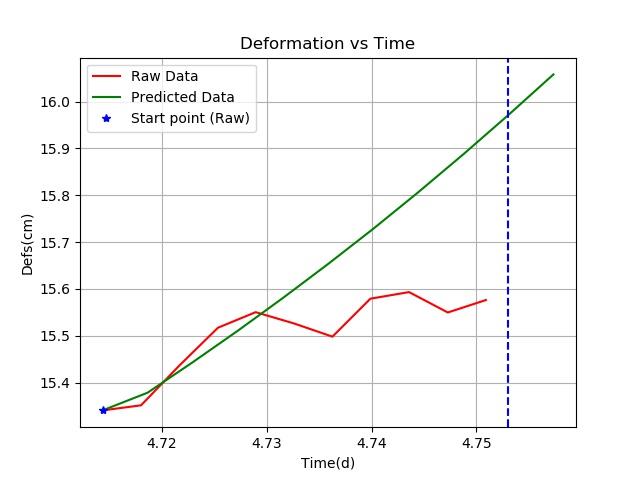 Deformation vs Time
Raw Data
Predicted Data
Start point (Raw)
16.0
15.9
15.8
15.7
15.6
15.5
15.4
Defs(cm)
4.72 4.73 4.74 4.75
Time(d)